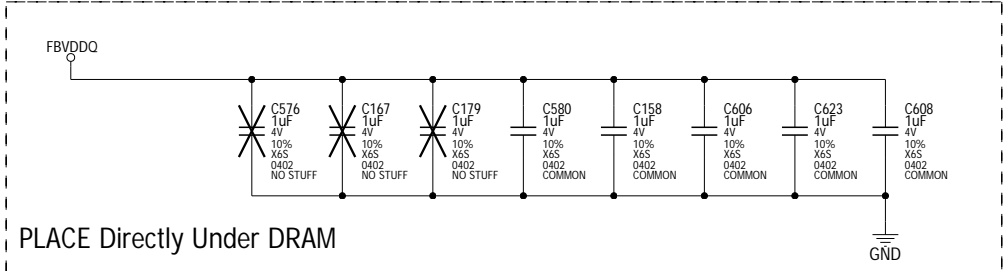 FBVDDQ
C576
1uF
4V
10%
X6S
0402
NO STUFF
C167
1uF
4V
10%
X6S
0402
NO STUFF
C179
1uF
4V
10%
X6S
0402
NO STUFF
C580
1uF
4V
10%
X6S
0402
COMMON
C158
1uF
4V
10%
X6S
0402
COMMON
C606
1uF
4V
10%
X6S
0402
COMMON
C623
1uF
4V
10%
X6S
0402
COMMON
C608
1uF
4V
10%
X6S
0402
COMMON
PLACE Directly Under DRAM
GND